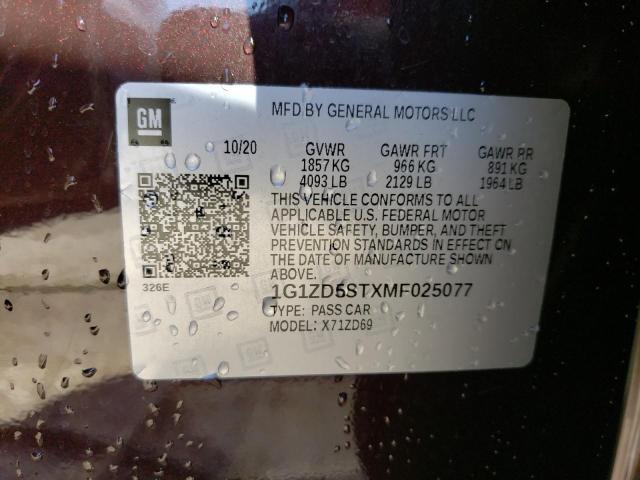 GM
MFD BY GENERAL MOTORS LLC
10/20 GVWR GAWR FRT GAWR RR
1857 KG 966 KG 891 KG
4093 LB 2129 LB 1964 LB
THIS VEHICLE CONFORMS TO ALL
APPLICABLE U.S. FEDERAL MOTOR
VEHICLE SAFETY, BUMPER, AND THEFT
PREVENTION STANDARDS IN EFFECT ON
THE DATE OF MANUFACTURE SHOWN
ABOVE.
326E
1G1ZD5STXMF025077
TYPE: PASS CAR
MODEL: X71ZD69